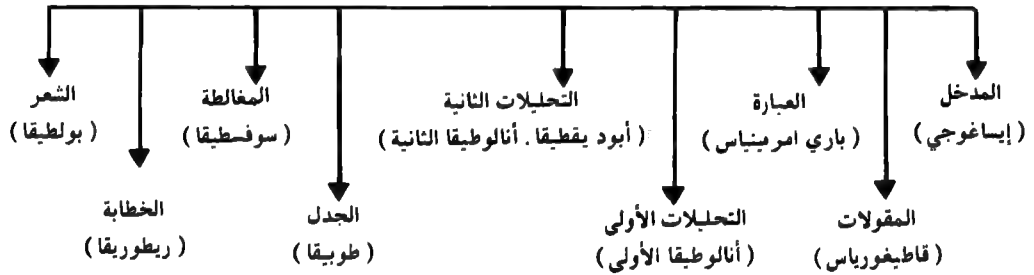 المدخل
(إيساغوجي)
المقولات
(قاطيغورياس)
العبارة
(باري امرمينياس)
التحليلات الأولى
(أنالوطيقا الأولى)
التحليلات الثانية
(أبود يقطيقا . أنالوطيقا الثانية)
الجدل
(طوبيقا)
المغالطة
(سوفسطيقا)
الخطابة
(ريطوريقا)
الشعر
(بولطيقا)